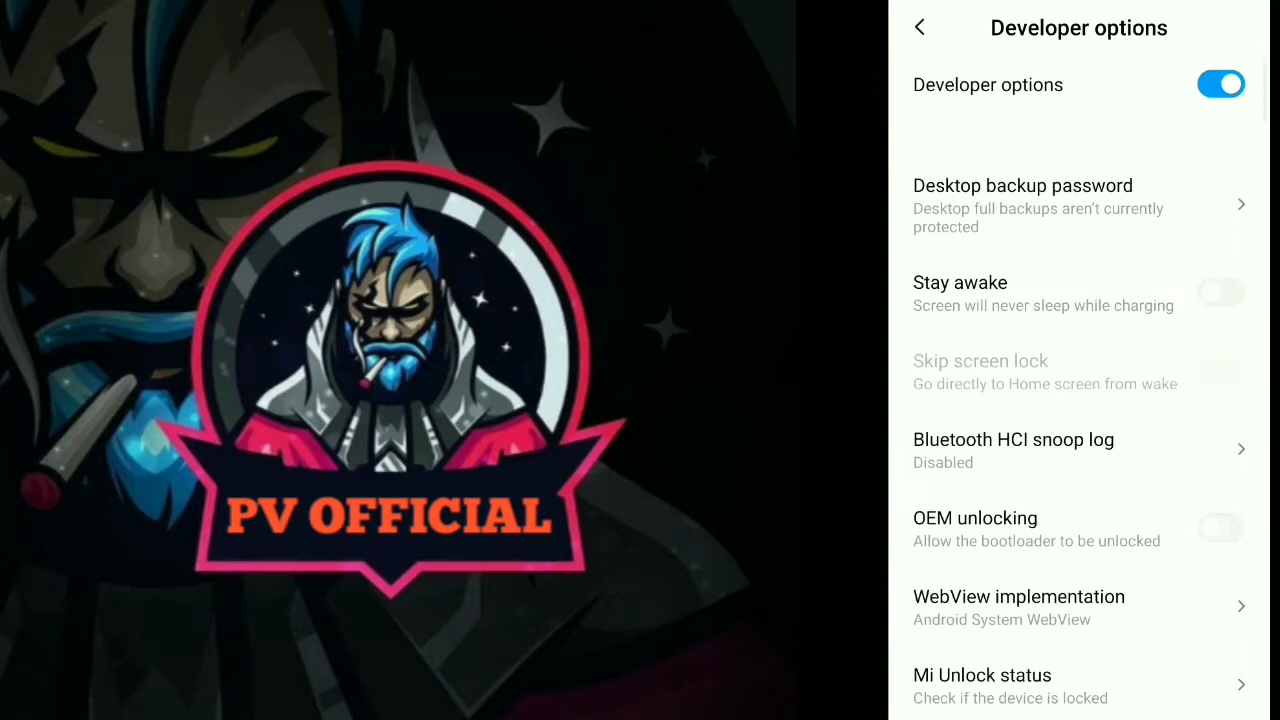 PV OFFICIAL
Developer options
Developer options
Desktop backup password
Desktop full backups aren't currently
protected
Stay awake
Screen will never sleep while charging
Skip screen lock
Go directly to Home screen from wake
Bluetooth HCI snoop log
Disabled
OEM unlocking
Allow the bootloader to be unlocked
WebView implementation
Android System WebView
Mi Unlock status
Check if the device is locked